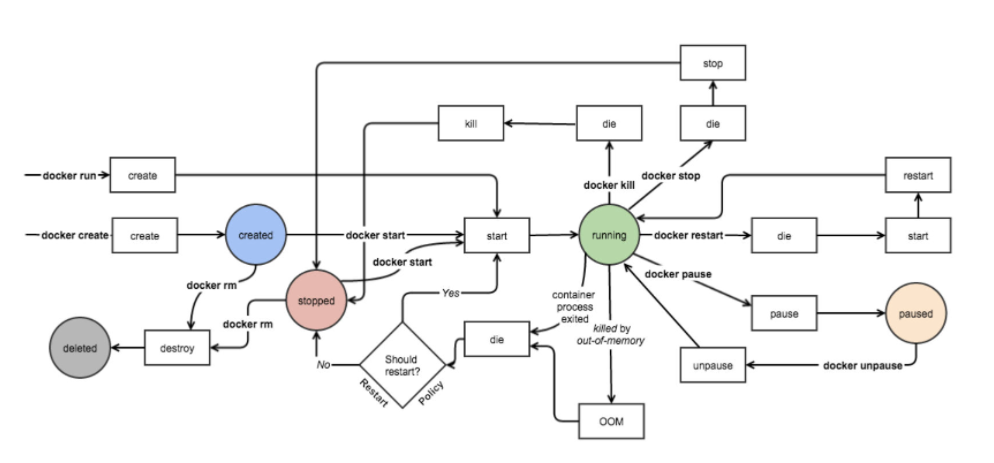 stop
kill
die
die
docker run
create
docker kill
docker stop
restart
docker create
create
created
docker start
start
running
docker restart
die
start
docker start
docker pause
docker rm
stopped
Yes
container
process
exited
pause
paused
docker rm
killed by
out-of-memory
deleted
destroy
No
Should
restart?
Restart
Policy
die
unpause
docker unpause
OOM